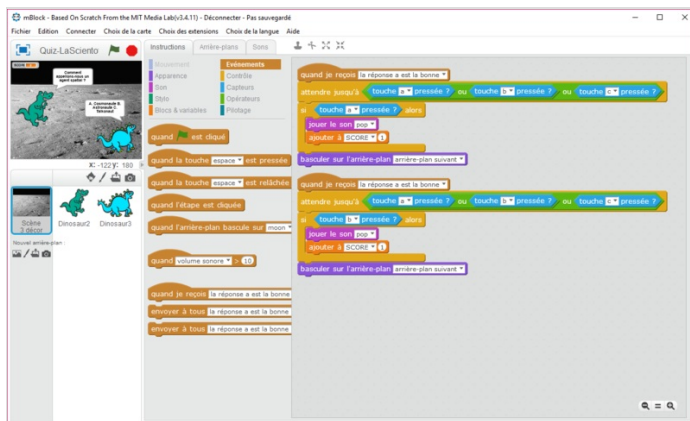 mBlock - Based On Scratch From the MIT Media Lab(v3.4.11) - Déconnecter - Pas sauvegardé
Fichier Edition Connecter Choix de la carte Choix des extensions Choix de la langue Aide
Quiz-LaSciento
Instructions Arrière-plans Sons
Mouvement Evénements
Apparence Contrôle
Son Capteurs
Stylo Opérateurs
Blocs & variables Pilotage
Comment
appellons-nous un
agent spatial ?
A. Cosmonaute B.
X: -122 Y: 180
Scène
3 décor
Dinosaur2
Dinosaur3
Nouvel arrière-plan :
quand est cliqué
quand la touche espace est pressée
quand la touche espace est relâchée
quand l'étape est cliquée
quand l'arrière-plan bascule sur moon
quand volume sonore > 10
quand je reçois la réponse a est la bonne
envoyer à tous la réponse a est la bonne
envoyer à tous la réponse a est la bonne
quand je reçois la réponse a est la bonne
attendre jusqu'à touche a pressée ? ou touche b pressée ? ou touche c pressée ?
si touche a pressée ? alors
jouer le son pop
ajouter à SCORE 1
basculer sur l'arrière-plan arrière-plan suivant
quand je reçois la réponse a est la bonne
attendre jusqu'à touche a pressée ? ou touche b pressée ? ou touche c pressée ?
si touche b pressée ? alors
jouer le son pop
ajouter à SCORE 1
basculer sur l'arrière-plan arrière-plan suivant